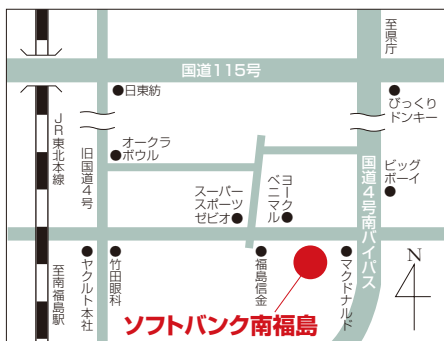 至県庁
国道115号
日東紡
びっくり
ドンキー
JR東北本線
旧国道4号
オークラ
ボウル
国道4号南バイパス
ビッグ
ボーイ
スーパー
スポーツ
ゼビオ
ヨーク
ベニマル
至南福島駅
ヤクルト本社
竹田眼科
福島信金
マクドナルド
N
ソフトバンク南福島